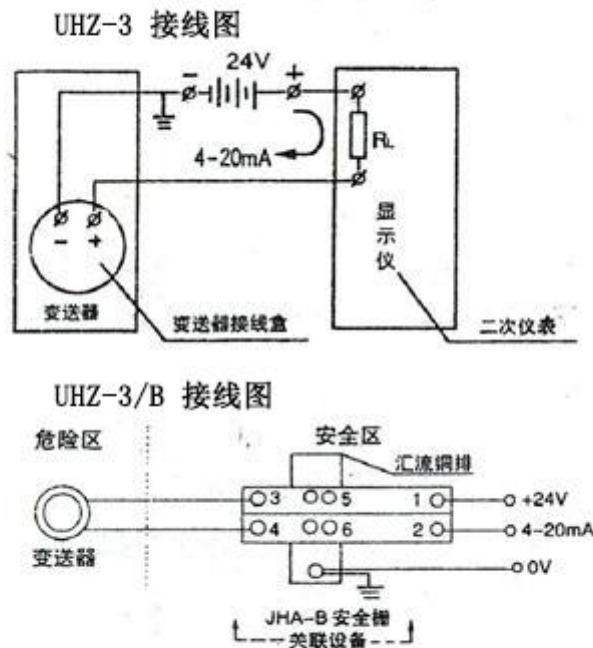 UHZ-3 接线图
24V
- +
4-20mA
RL
显示仪
- +
变送器
变送器接线盒
二次仪表
UHZ-3/B 接线图
危险区
安全区
汇流铜排
3 5 1 +24V
4 6 2 4-20mA
变送器
0V
JHA-B 安全栅
关联设备